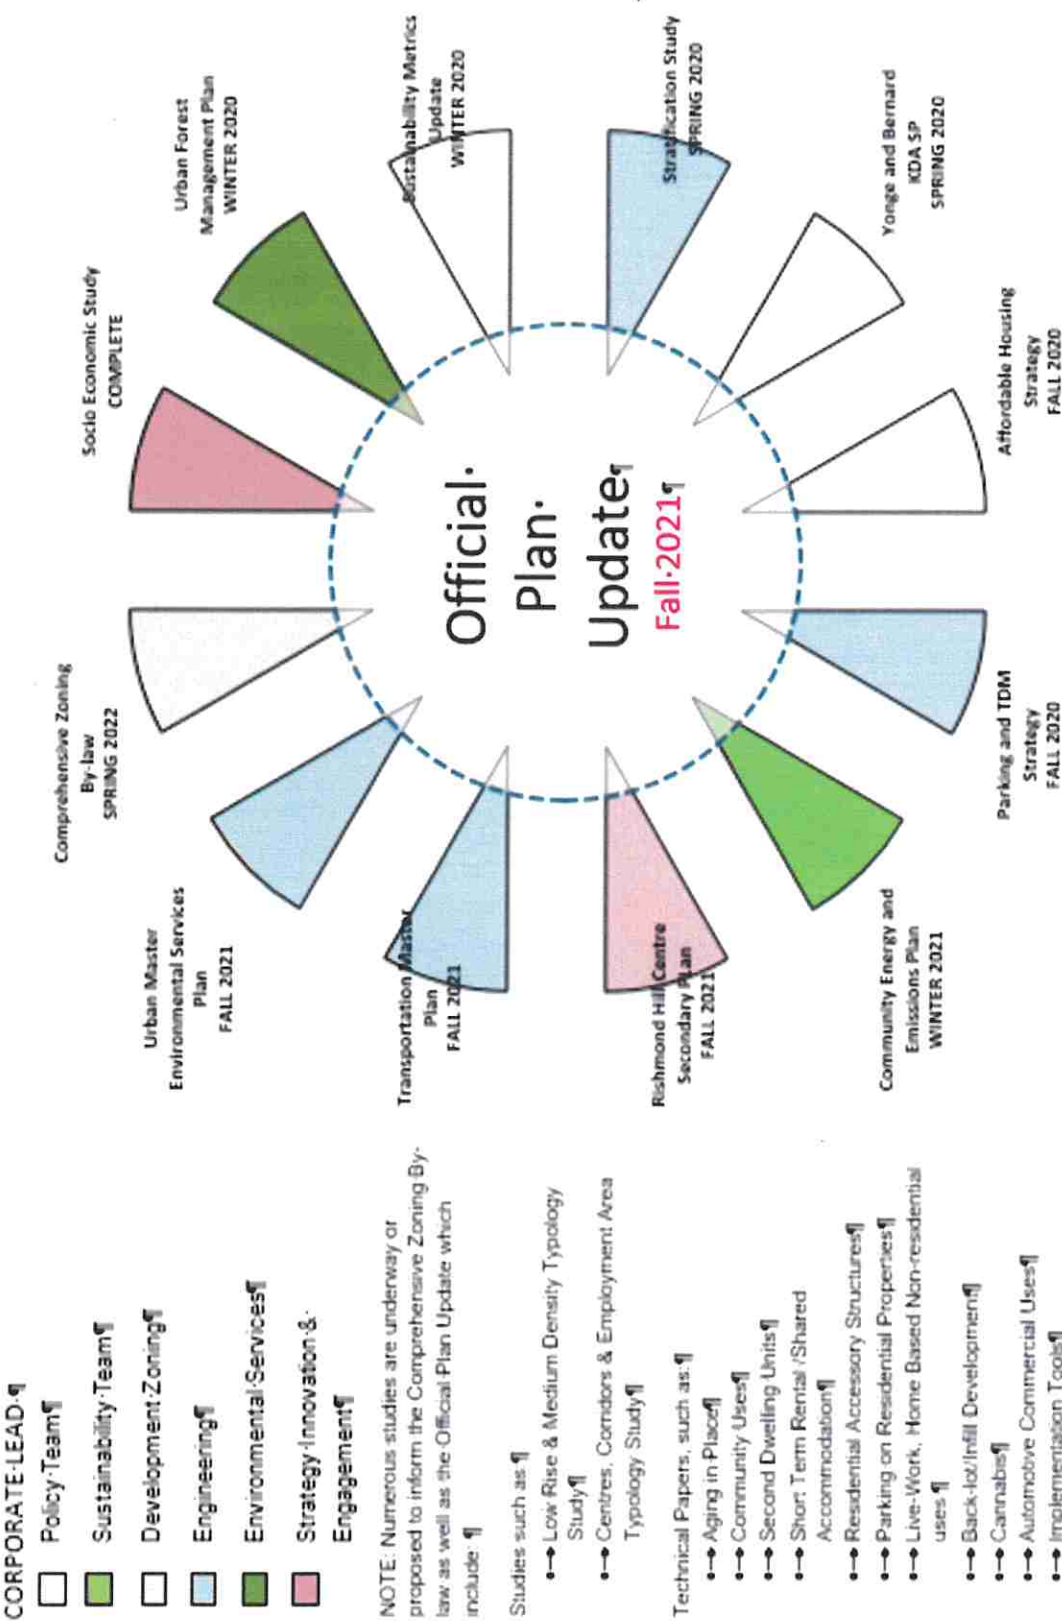 CORPORATE·LEAD·¶
Policy·Team¶
Sustainability·Team¶
Development·Zoning¶
Engineering¶
Environmental·Services¶
Strategy·Innovation·&·
Engagement¶
NOTE: Numerous studies are underway or
proposed to inform the Comprehensive Zoning By-
law as well as the Official Plan Update which
include: ¶
Studies such as ¶
•→ Low Rise & Medium Density Typology
Study¶
•→ Centres, Corridors & Employment Area
Typology Study¶
Technical Papers, such as:¶
•→ Aging in Place¶
•→ Community Uses¶
•→ Second Dwelling Units¶
•→ Short Term Rental /Shared
Accommodation¶
•→ Residential Accessory Structures¶
•→ Parking on Residential Properties¶
•→ Live-Work, Home Based Non-residential
uses ¶
•→ Back-lot/Infill Development¶
•→ Cannabis¶
•→ Automotive Commercial Uses¶
•→ Implementation Tools¶
Official·
Plan·
Update¶
Fall·2021¶
Comprehensive Zoning
By-law
SPRING 2022
Socio Economic Study
COMPLETE
Urban Forest
Management Plan
WINTER 2020
Sustainability Metrics
Update
WINTER 2020
Stratification Study
SPRING 2020
Yonge and Bernard
KDA SP
SPRING 2020
Affordable Housing
Strategy
FALL 2020
Parking and TDM
Strategy
FALL 2020
Community Energy and
Emissions Plan
WINTER 2021
Rishmond Hill Centre
Secondary Plan
FALL 2021
Transportation Master
Plan
FALL 2021
Urban Master
Environmental Services
Plan
FALL 2021